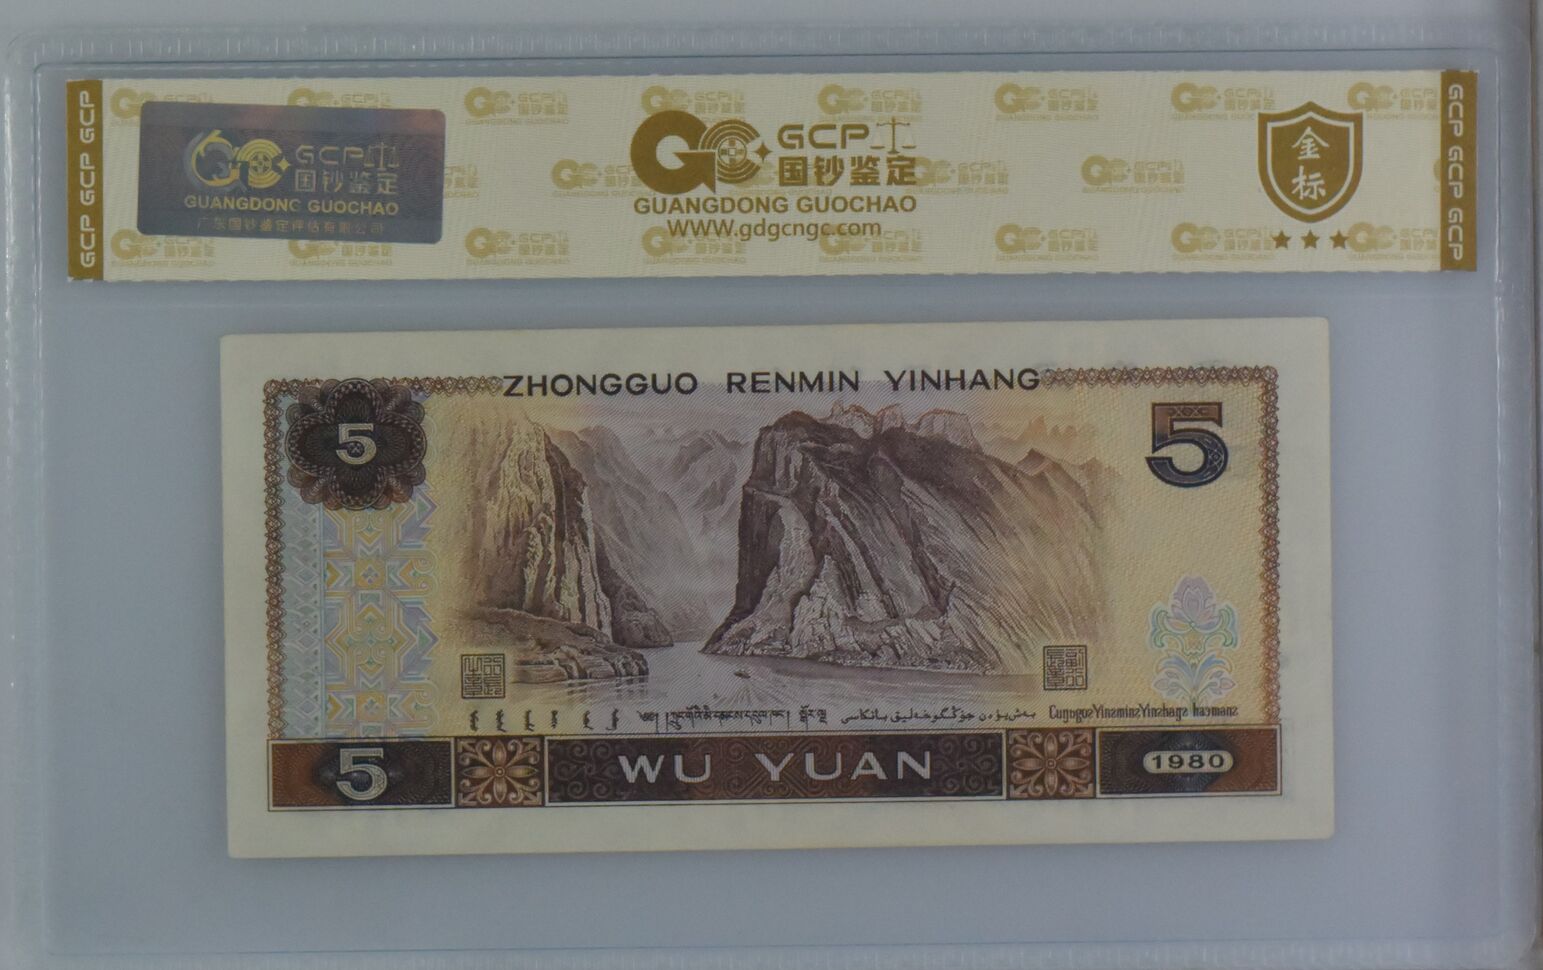 GCP GCP GCP
GCP
国钞鉴定
GUANGDONG GUOCHAO
广东国钞鉴定评估有限公司
GCP
国钞鉴定
GUANGDONG GUOCHAO
WWW.gdgcngc.com
金标
GCP GCP GCP
ZHONGGUO RENMIN YINHANG
5
5
5
WU YUAN
1980